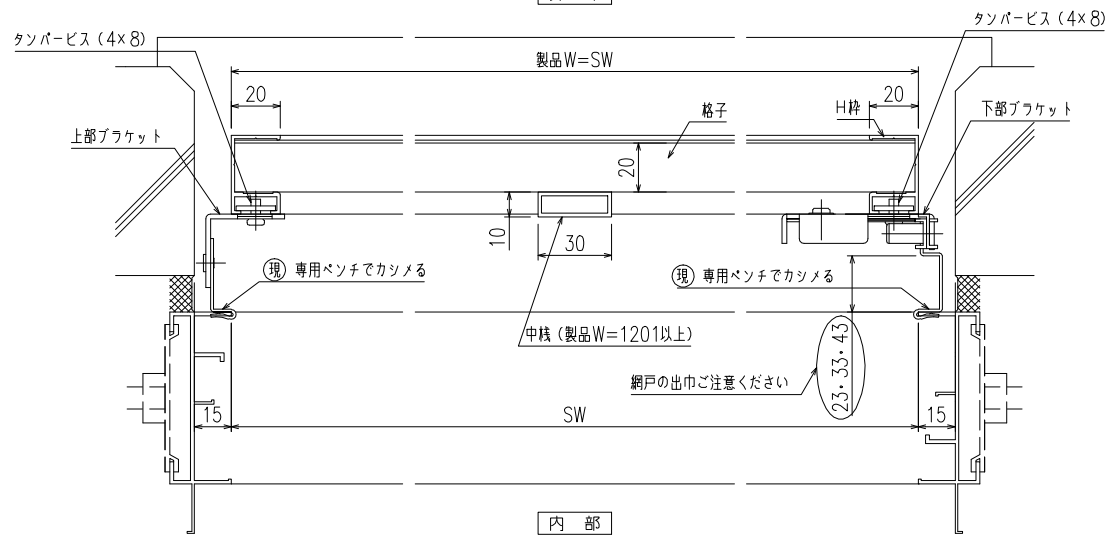 タンパービス（4×8）
タンパービス（4×8）
製品W=SW
20
20
格子
H枠
上部ブラケット
下部ブラケット
20
10
30
現 専用ペンチでカシメる
現 専用ペンチでカシメる
中桟（製品W=1201以上）
23・33・43
網戸の出巾ご注意ください
15
SW
15
内 部